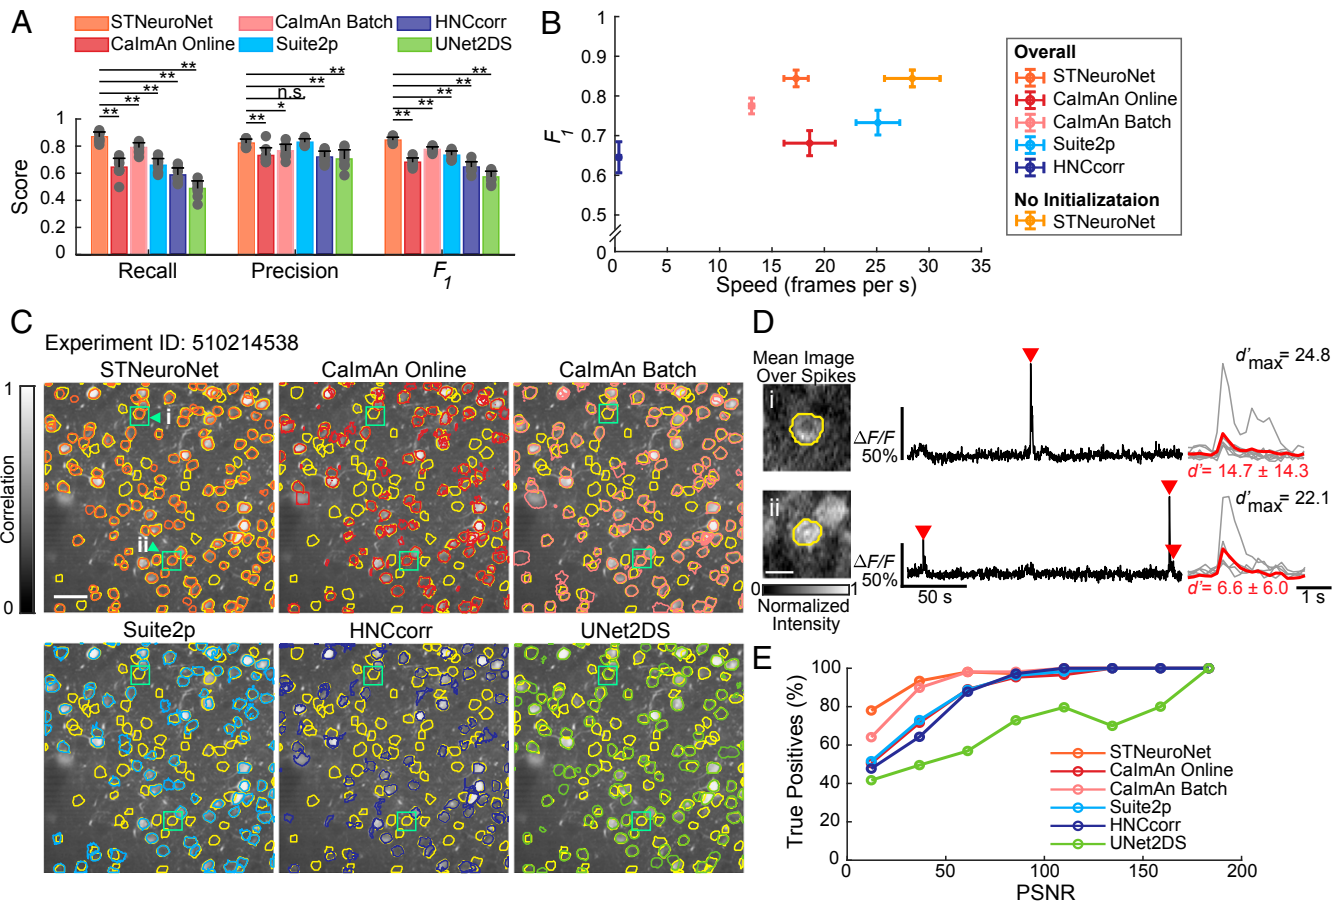 A
STNeuroNet
CaImAn Batch
HNCcorr
CaImAn Online
Suite2p
UNet2DS
**
**
**
**
**
**
**
n.s.
*
**
**
**
**
**
**
Score
1
0.8
0.6
0.4
0.2
0
Recall
Precision
F1
B
F1
1
0.9
0.8
0.7
0.6
0.5
0
0
5
10
15
20
25
30
35
Speed (frames per s)
Overall
STNeuroNet
CaImAn Online
CaImAn Batch
Suite2p
HNCcorr
No Initializataion
STNeuroNet
C
Experiment ID: 510214538
STNeuroNet
CaImAn Online
CaImAn Batch
1
Correlation
0
i
ii
Suite2p
HNCcorr
UNet2DS
D
Mean Image
Over Spikes
i
ΔF/F
50%
d'max= 24.8
d'= 14.7 ± 14.3
ii
ΔF/F
50%
50 s
d'max= 22.1
d'= 6.6 ± 6.0
1 s
0
1
Normalized
Intensity
E
True Positives (%)
100
80
60
40
20
0
0
50
100
150
200
PSNR
STNeuroNet
CaImAn Online
CaImAn Batch
Suite2p
HNCcorr
UNet2DS